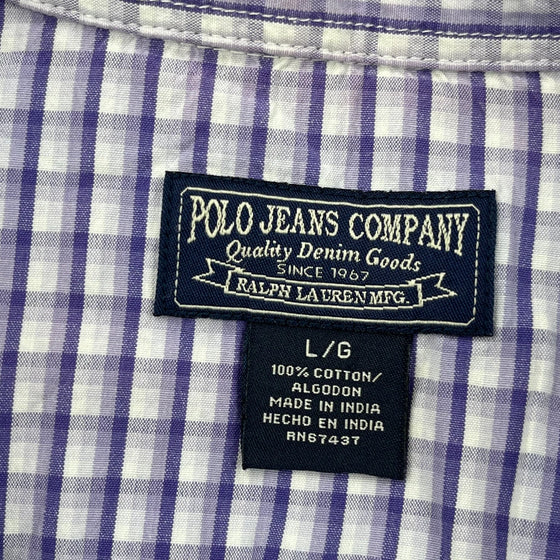 POLO JEANS COMPANY
Quality Denim Goods
SINCE 1967
RALPH LAUREN MFG.
L/G
100% COTTON/
ALGODON
MADE IN INDIA
HECHO EN INDIA
RN67437